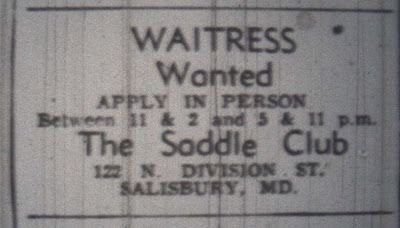 WAITRESS
Wanted
APPLY IN PERSON
Between 11 & 2 and 5 & 11 p.m.
The Saddle Club
122 N. DIVISION ST.
SALISBURY, MD.